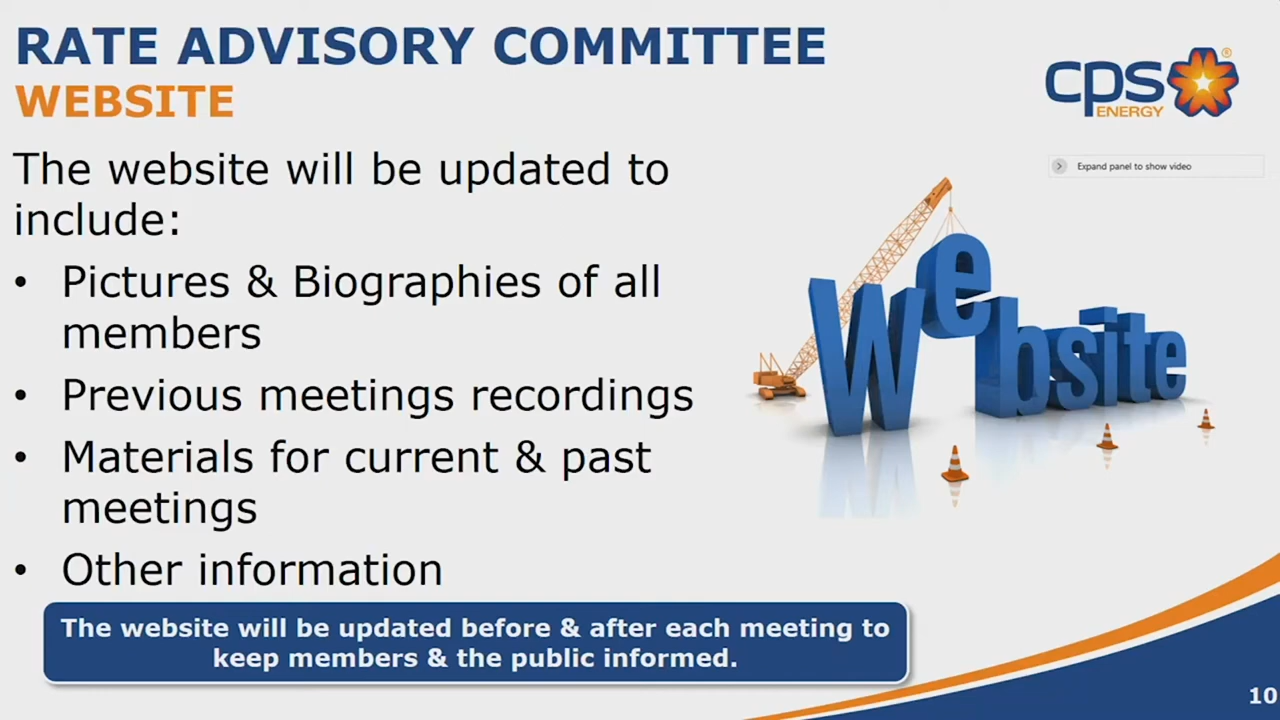 RATE ADVISORY COMMITTEE
WEBSITE
cps
ENERGY
®
Expand panel to show video
The website will be updated to
include:
• Pictures & Biographies of all
members
• Previous meetings recordings
• Materials for current & past
meetings
• Other information
Website
The website will be updated before & after each meeting to
keep members & the public informed.
10